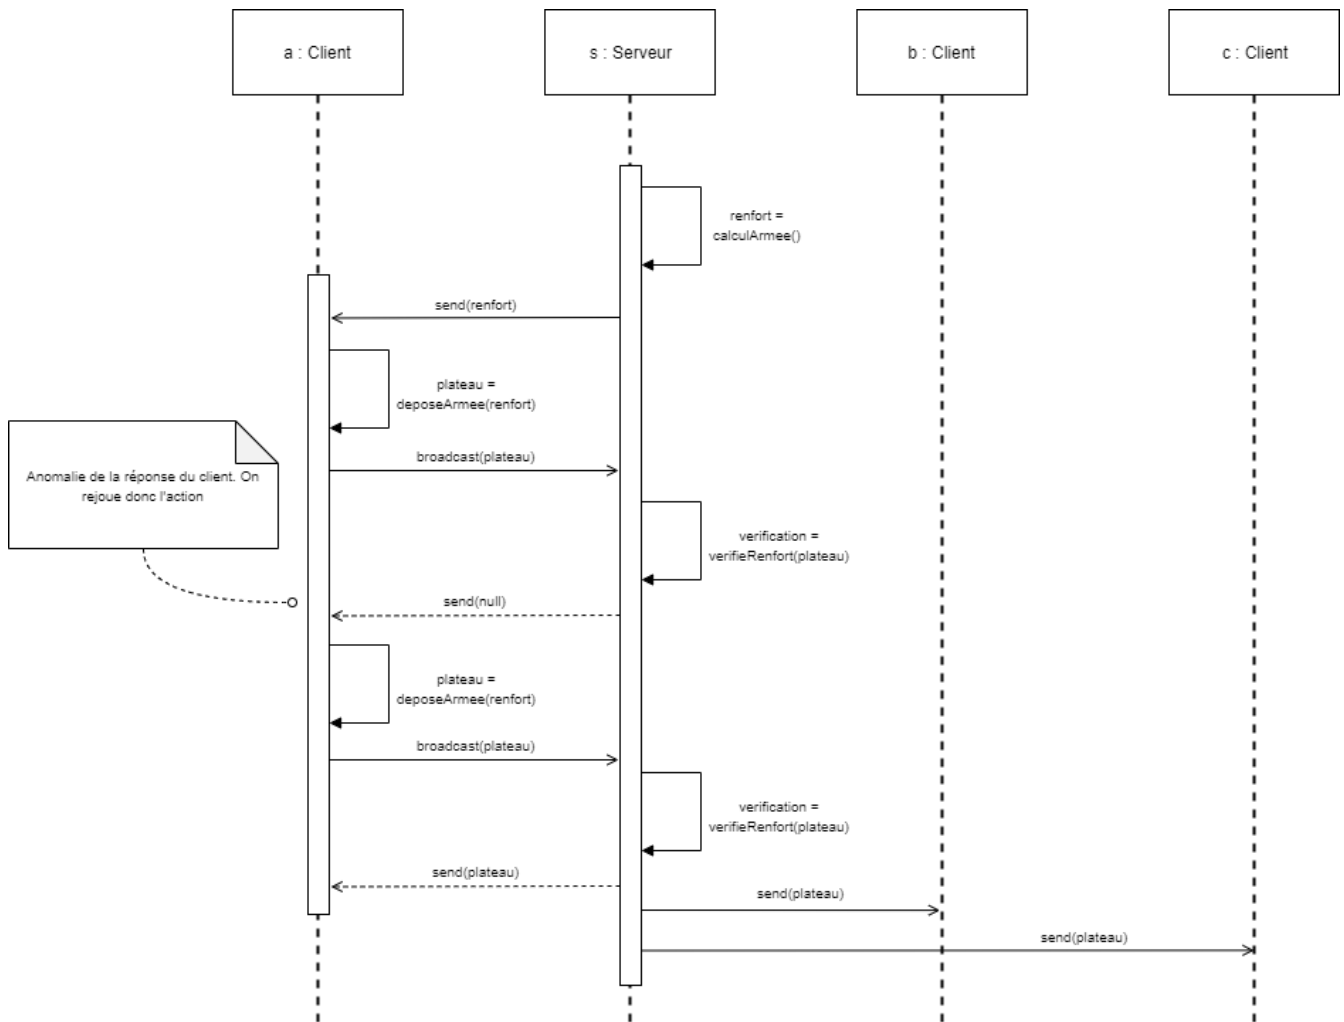 a : Client
s : Serveur
b : Client
c : Client
renfort =
calculArmee()
send(renfort)
plateau =
deposeArmee(renfort)
broadcast(plateau)
Anomalie de la réponse du client. On
rejoue donc l'action
verification =
verifieRenfort(plateau)
send(null)
plateau =
deposeArmee(renfort)
broadcast(plateau)
verification =
verifieRenfort(plateau)
send(plateau)
send(plateau)
send(plateau)